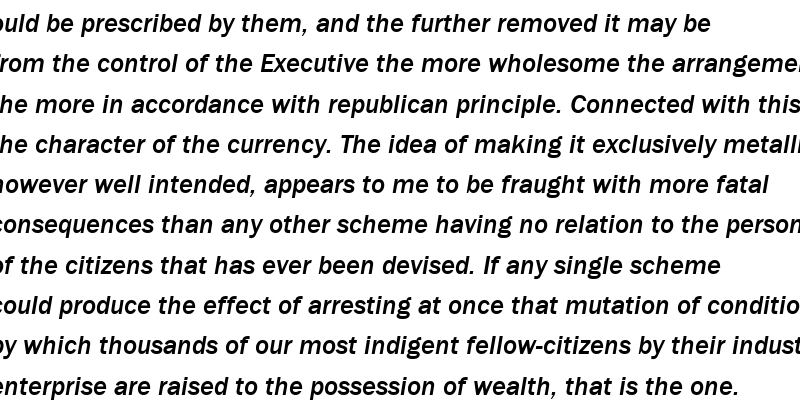 ould be prescribed by them, and the further removed it may be
from the control of the Executive the more wholesome the arrangeme
the more in accordance with republican principle. Connected with this
the character of the currency. The idea of making it exclusively metalli
however well intended, appears to me to be fraught with more fatal
consequences than any other scheme having no relation to the person
of the citizens that has ever been devised. If any single scheme
could produce the effect of arresting at once that mutation of conditio
by which thousands of our most indigent fellow-citizens by their indust
enterprise are raised to the possession of wealth, that is the one.